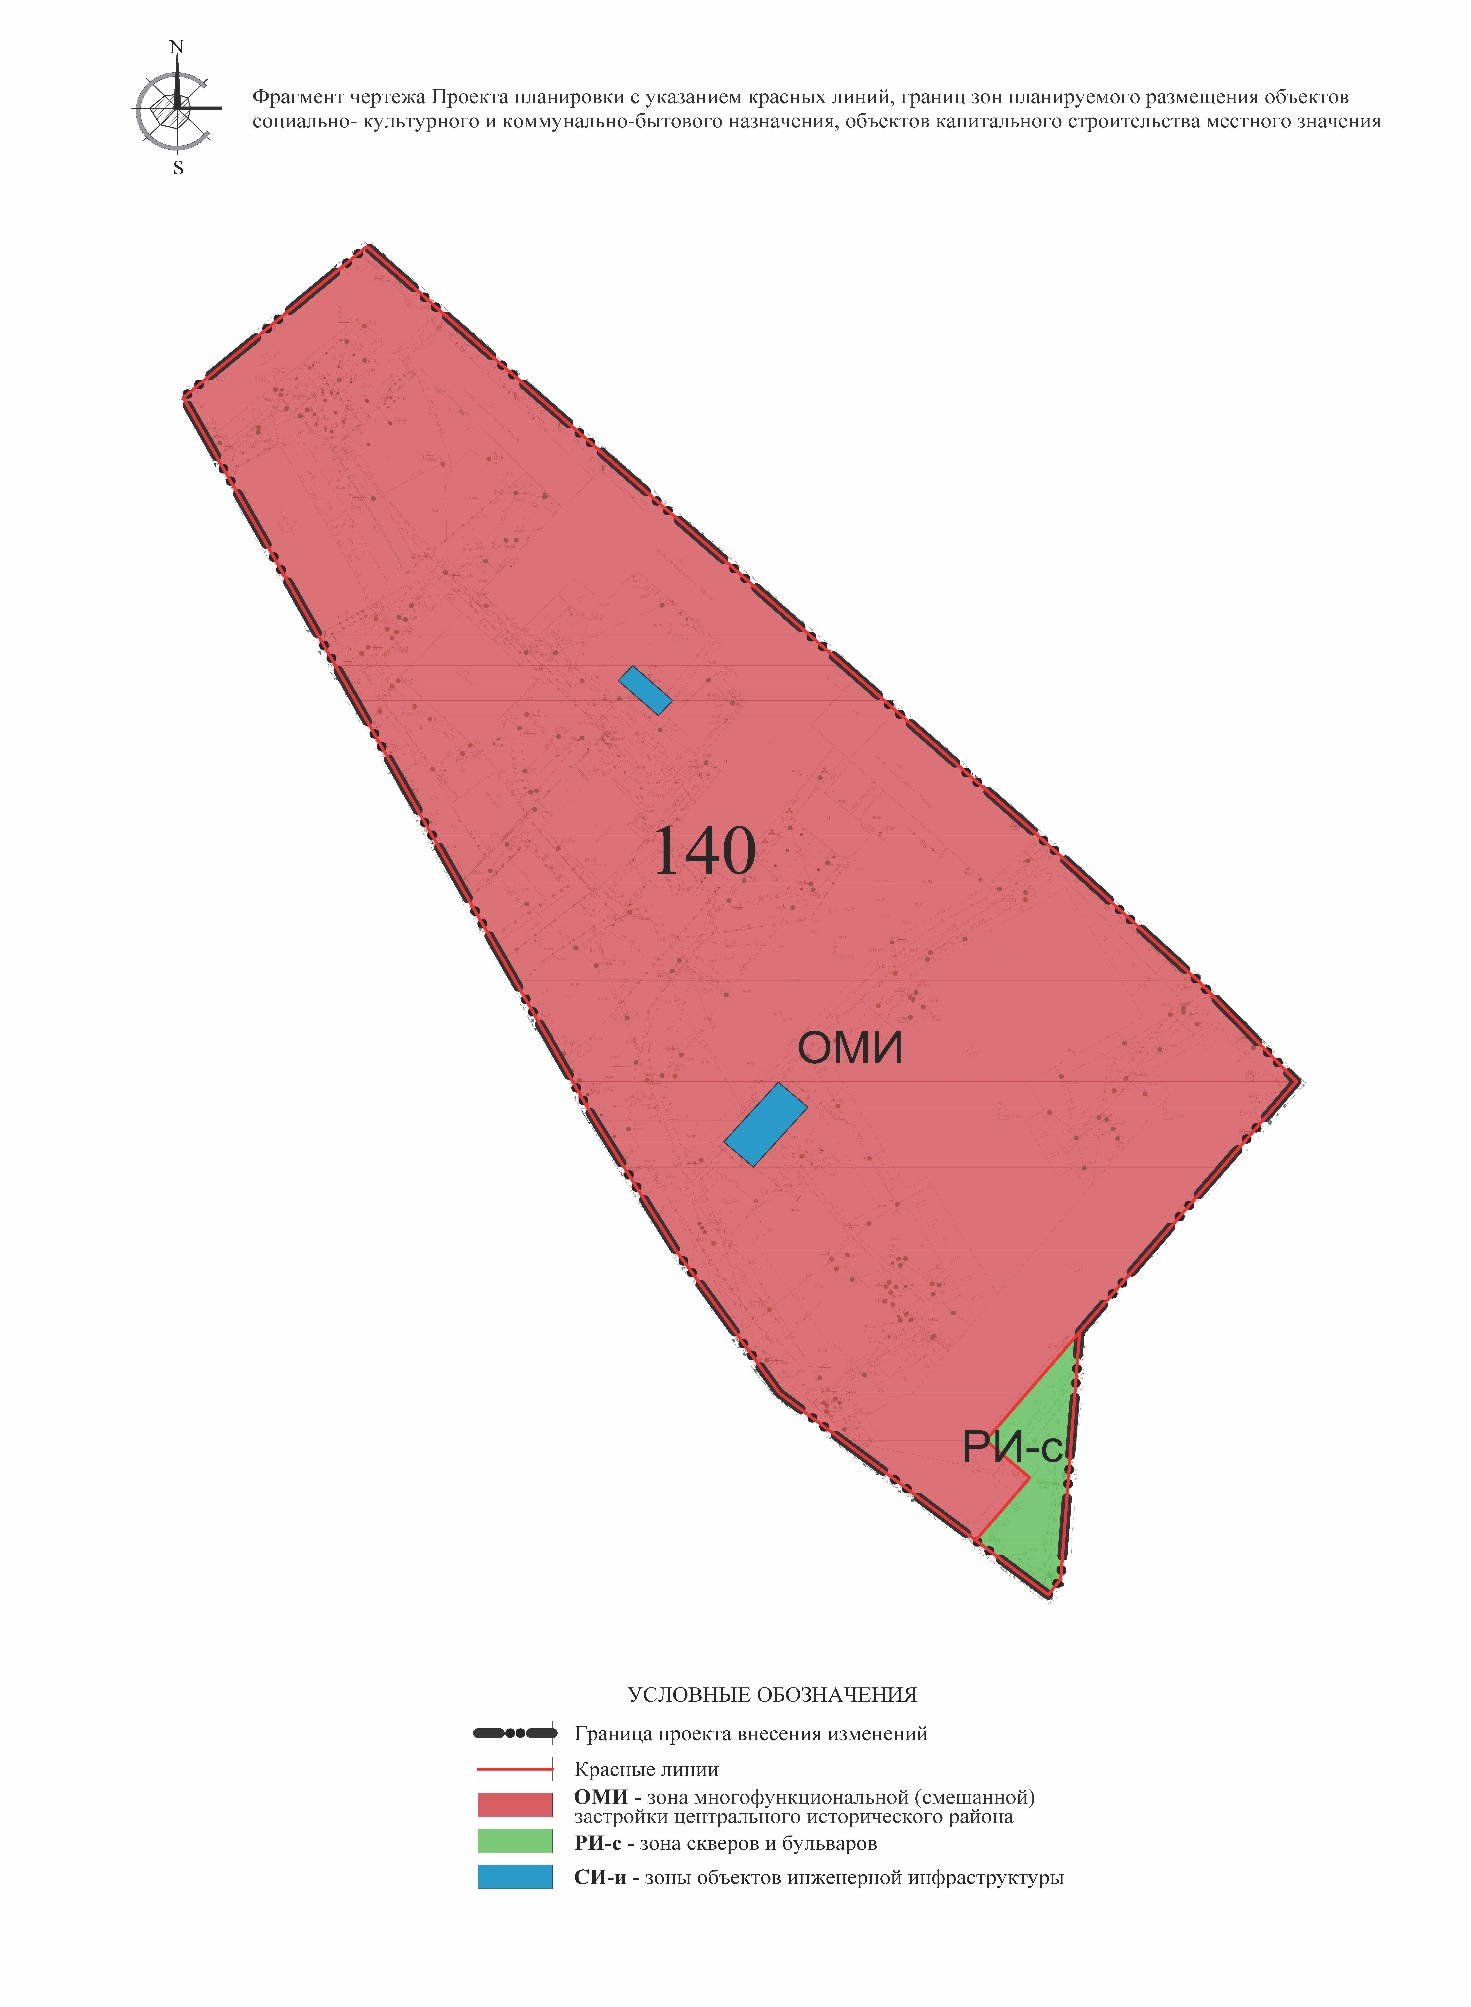 N
Фрагмент чертежа Проекта планировки с указанием красных линий, границ зон планируемого размещения объектов
социально- культурного и коммунально-бытового назначения, объектов капитального строительства местного значения
S
140
ОМИ
РИ-с
УСЛОВНЫЕ ОБОЗНАЧЕНИЯ
Граница проекта внесения изменений
Красные линии
ОМИ - зона многофункциональной (смешанной)
застройки центрального исторического района
РИ-с - зона скверов и бульваров
СИ-и - зоны объектов инженерной инфраструктуры